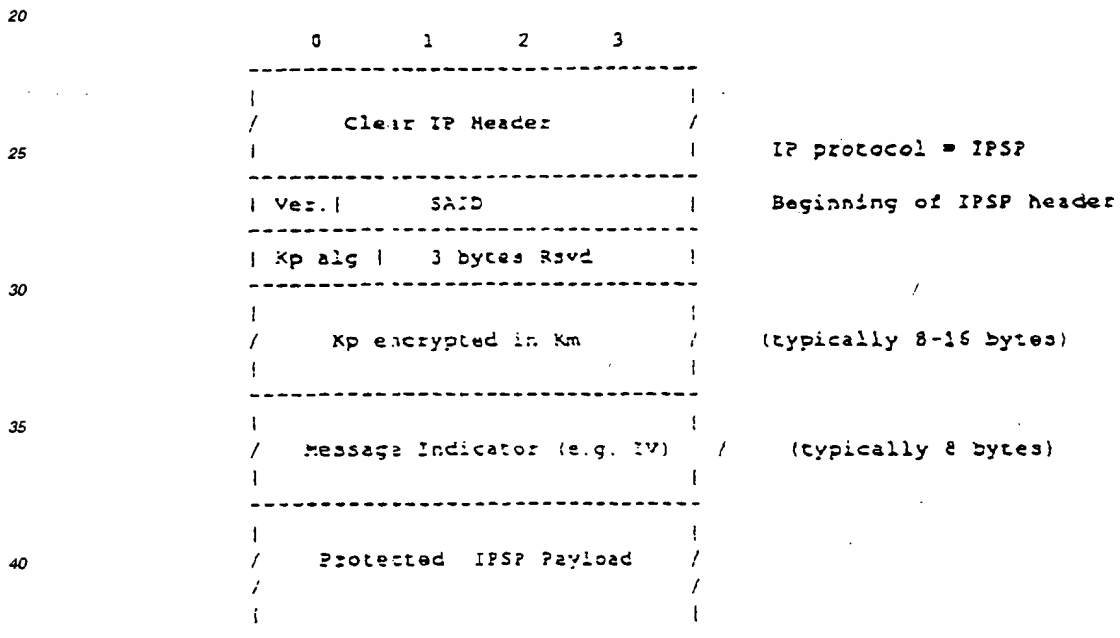 20
0 1 2 3
Clear IP Header
25 IP protocol = IPSP
Ver. | SAID | Beginning of IPSP header
Kp alg | 3 bytes Rsvd
30
Kp encrypted in Km (typically 8-16 bytes)
35
Message Indicator (e.g. IV) (typically 8 bytes)
40 Protected IPSP Payload